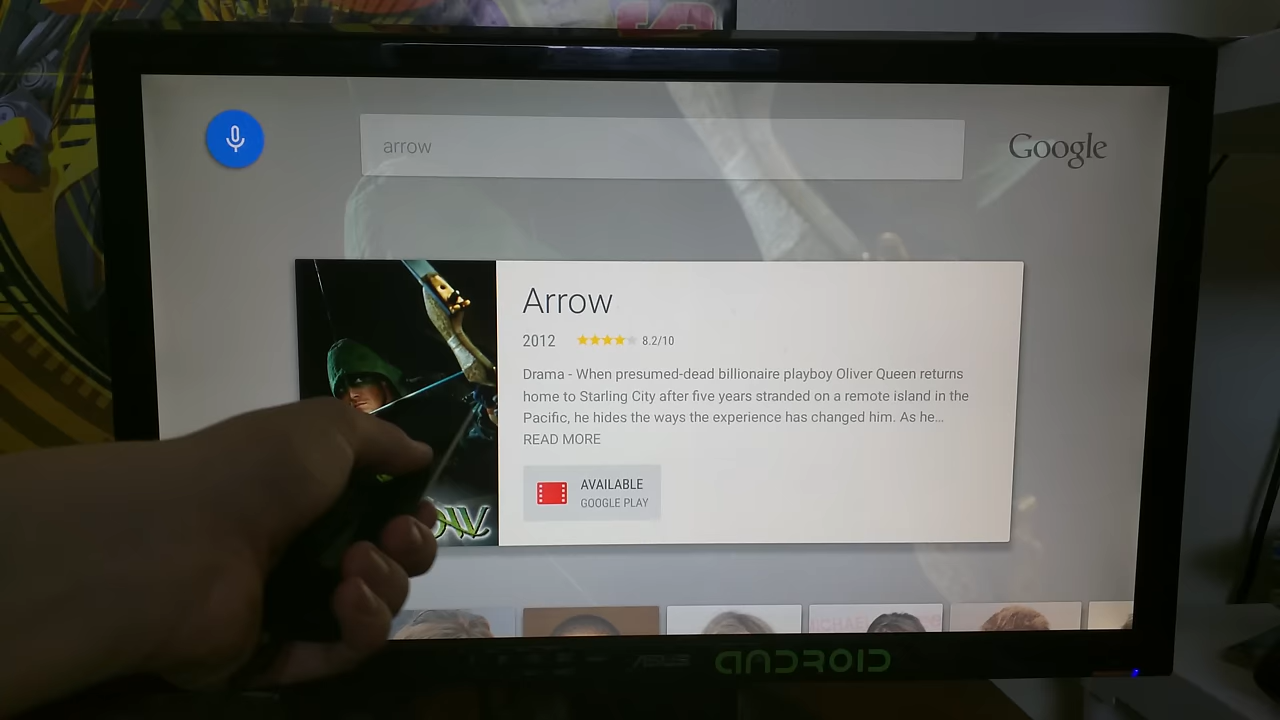 arrow
Google
Arrow
2012
8.2/10
Drama - When presumed-dead billionaire playboy Oliver Queen returns
home to Starling City after five years stranded on a remote island in the
Pacific, he hides the ways the experience has changed him. As he...
READ MORE
AVAILABLE
GOOGLE PLAY
OW
ASUS
ANDROID